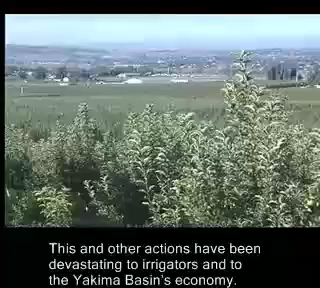 This and other actions have been
devastating to irrigators and to
the Yakima Basin's economy.